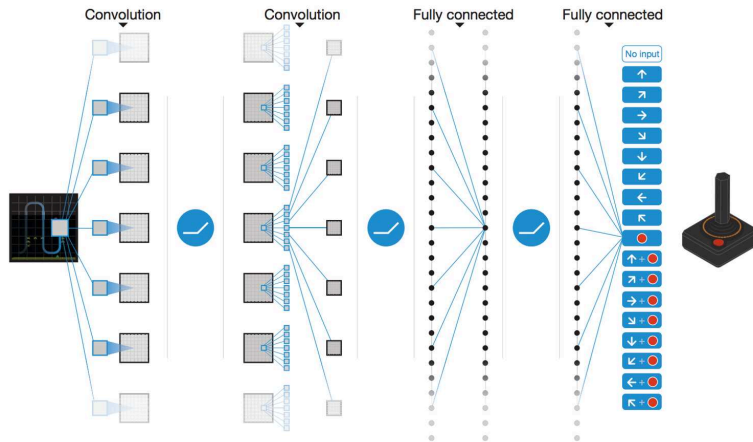 Convolution
Convolution
Fully connected
Fully connected
No input
+
+
+
+
+
+
+
+